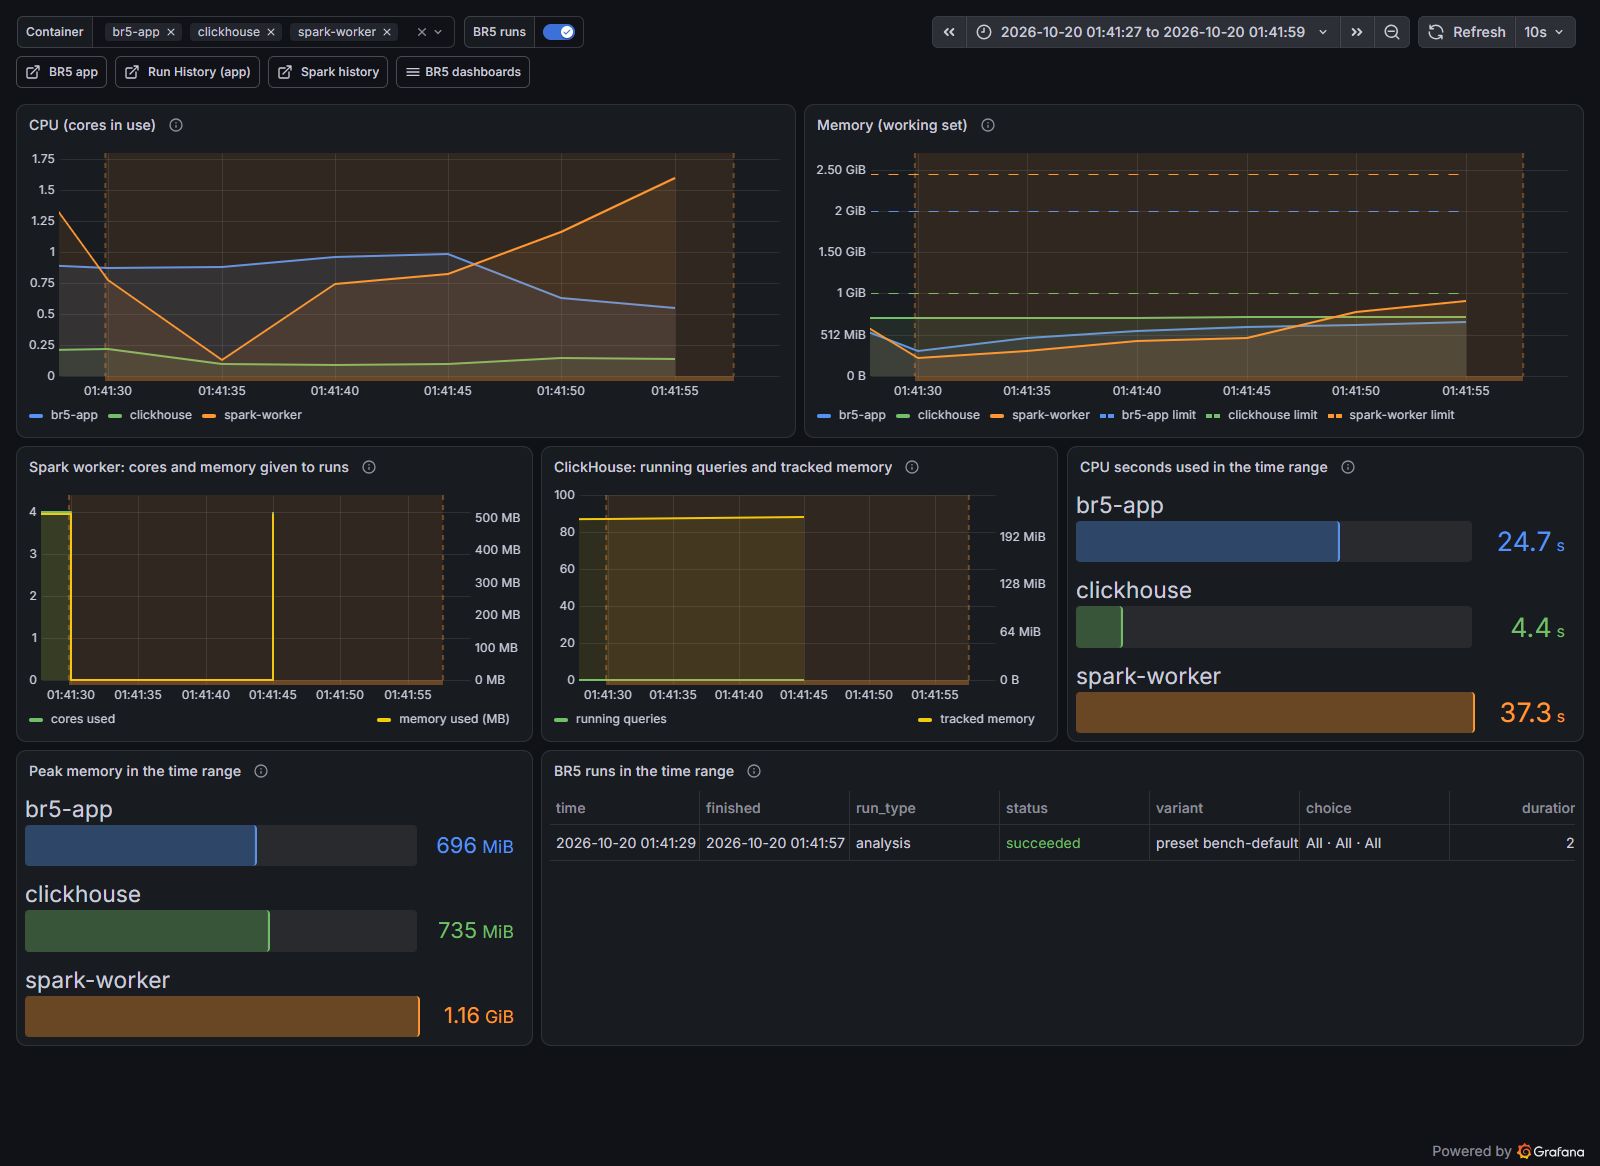 Container br5-app clickhouse spark-worker BR5 runs 2026-10-20 01:41:27 to 2026-10-20 01:41:59 Refresh 10s
BR5 app Run History (app) Spark history BR5 dashboards
CPU (cores in use)
1.75
1.5
1.25
1
0.75
0.5
0.25
0
01:41:30 01:41:35 01:41:40 01:41:45 01:41:50 01:41:55
br5-app clickhouse spark-worker
Memory (working set)
2.50 GiB
2 GiB
1.50 GiB
1 GiB
512 MiB
0 B
01:41:30 01:41:35 01:41:40 01:41:45 01:41:50 01:41:55
br5-app clickhouse spark-worker br5-app limit clickhouse limit spark-worker limit
Spark worker: cores and memory given to runs
4
3
2
1
0
500 MB
400 MB
300 MB
200 MB
100 MB
0 MB
01:41:30 01:41:35 01:41:40 01:41:45 01:41:50 01:41:55
cores used memory used (MB)
ClickHouse: running queries and tracked memory
100
80
60
40
20
0
192 MiB
128 MiB
64 MiB
0 B
01:41:30 01:41:35 01:41:40 01:41:45 01:41:50 01:41:55
running queries tracked memory
CPU seconds used in the time range
br5-app
24.7 s
clickhouse
4.4 s
spark-worker
37.3 s
Peak memory in the time range
br5-app
696 MiB
clickhouse
735 MiB
spark-worker
1.16 GiB
BR5 runs in the time range
time finished run_type status variant choice duration
2026-10-20 01:41:29 2026-10-20 01:41:57 analysis succeeded preset bench-default All · All · All 2
Powered by Grafana